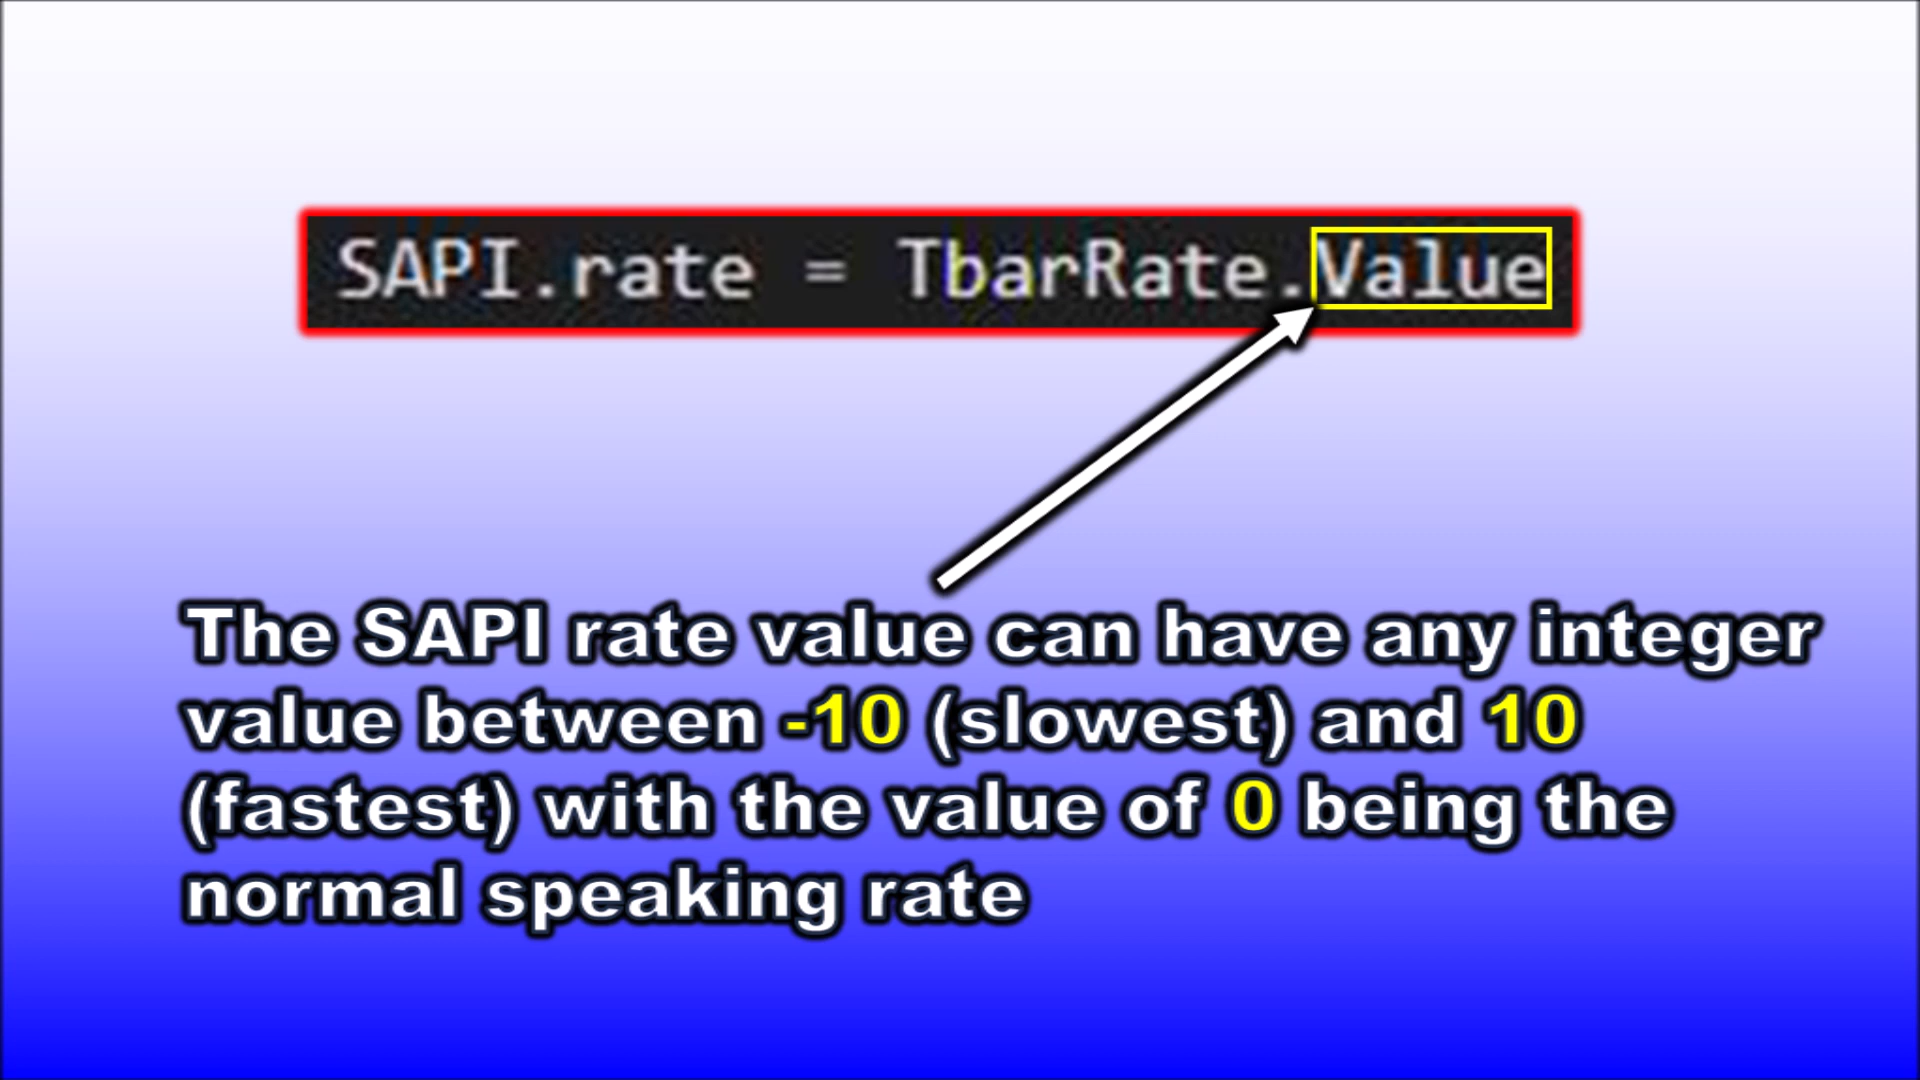 SAPI.rate = TbarRate.Value
The SAPI rate value can have any integer
value between -10 (slowest) and 10
(fastest) with the value of 0 being the
normal speaking rate